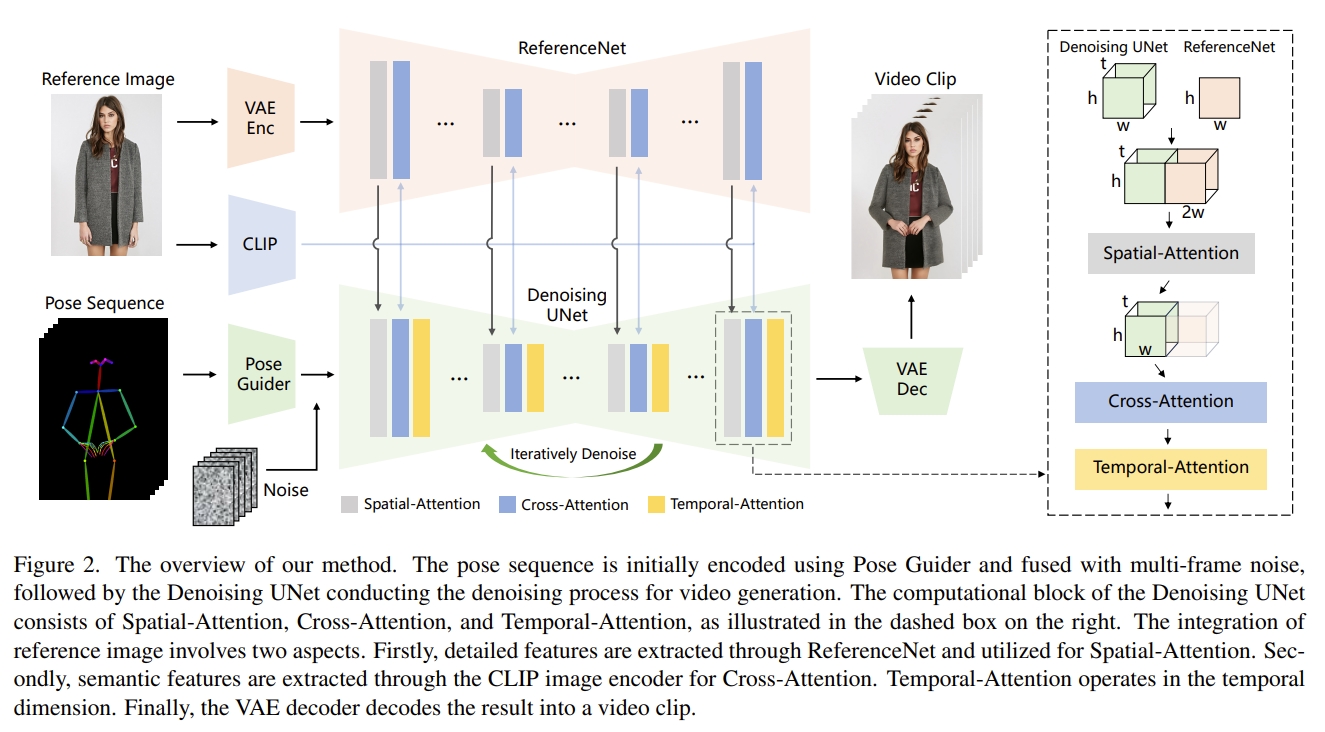 ReferenceNet
Reference Image
VAE
Enc
...
...
...
CLIP
Video Clip
C
Pose Sequence
Pose
Guider
Noise
Denoising
UNet
...
...
...
Iteratively Denoise
VAE
Dec
Spatial-Attention
Cross-Attention
Temporal-Attention
Denoising UNet
ReferenceNet
t
h
w
h
w
t
h
2w
Spatial-Attention
t
h
w
Cross-Attention
Temporal-Attention
Figure 2. The overview of our method. The pose sequence is initially encoded using Pose Guider and fused with multi-frame noise,
followed by the Denoising UNet conducting the denoising process for video generation. The computational block of the Denoising UNet
consists of Spatial-Attention, Cross-Attention, and Temporal-Attention, as illustrated in the dashed box on the right. The integration of
reference image involves two aspects. Firstly, detailed features are extracted through ReferenceNet and utilized for Spatial-Attention. Sec-
ondly, semantic features are extracted through the CLIP image encoder for Cross-Attention. Temporal-Attention operates in the temporal
dimension. Finally, the VAE decoder decodes the result into a video clip.